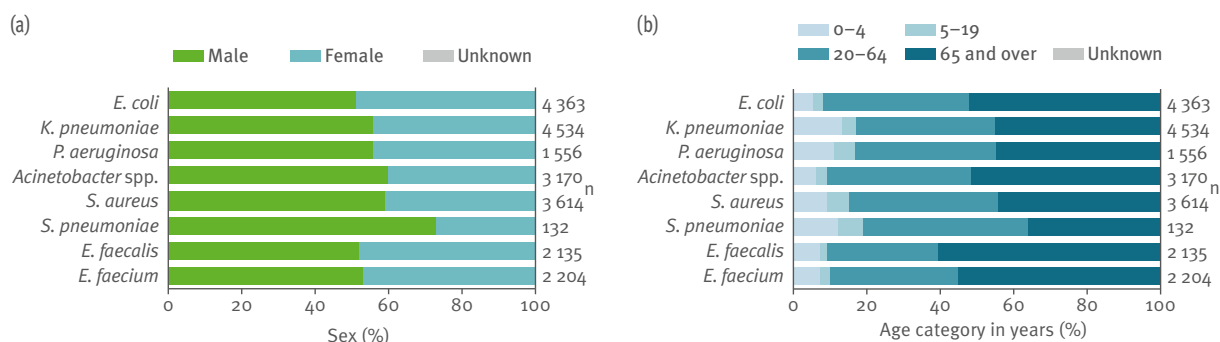 (a)
Male Female Unknown
E. coli 4 363
K. pneumoniae 4 534
P. aeruginosa 1 556
Acinetobacter spp. 3 170
n
S. aureus 3 614
S. pneumoniae 132
E. faecalis 2 135
E. faecium 2 204
0 20 40 60 80 100
Sex (%)
(b)
0–4 5–19
20–64 65 and over Unknown
E. coli 4 363
K. pneumoniae 4 534
P. aeruginosa 1 556
Acinetobacter spp. 3 170
n
S. aureus 3 614
S. pneumoniae 132
E. faecalis 2 135
E. faecium 2 204
0 20 40 60 80 100
Age category in years (%)